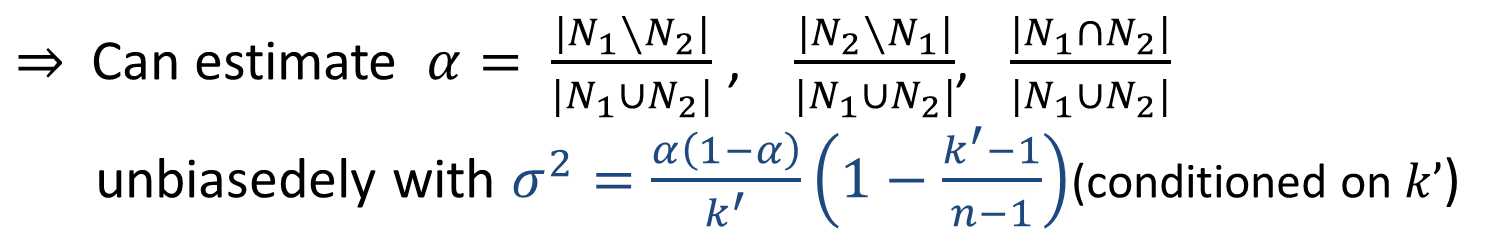 ⇒ Can estimate α = |N₁\N₂| / |N₁∪N₂| , |N₂\N₁| / |N₁∪N₂| , |N₁∩N₂| / |N₁∪N₂|
unbiasedely with σ² = α(1−α) / k′ (1 − (k′−1) / (n−1)) (conditioned on k’)